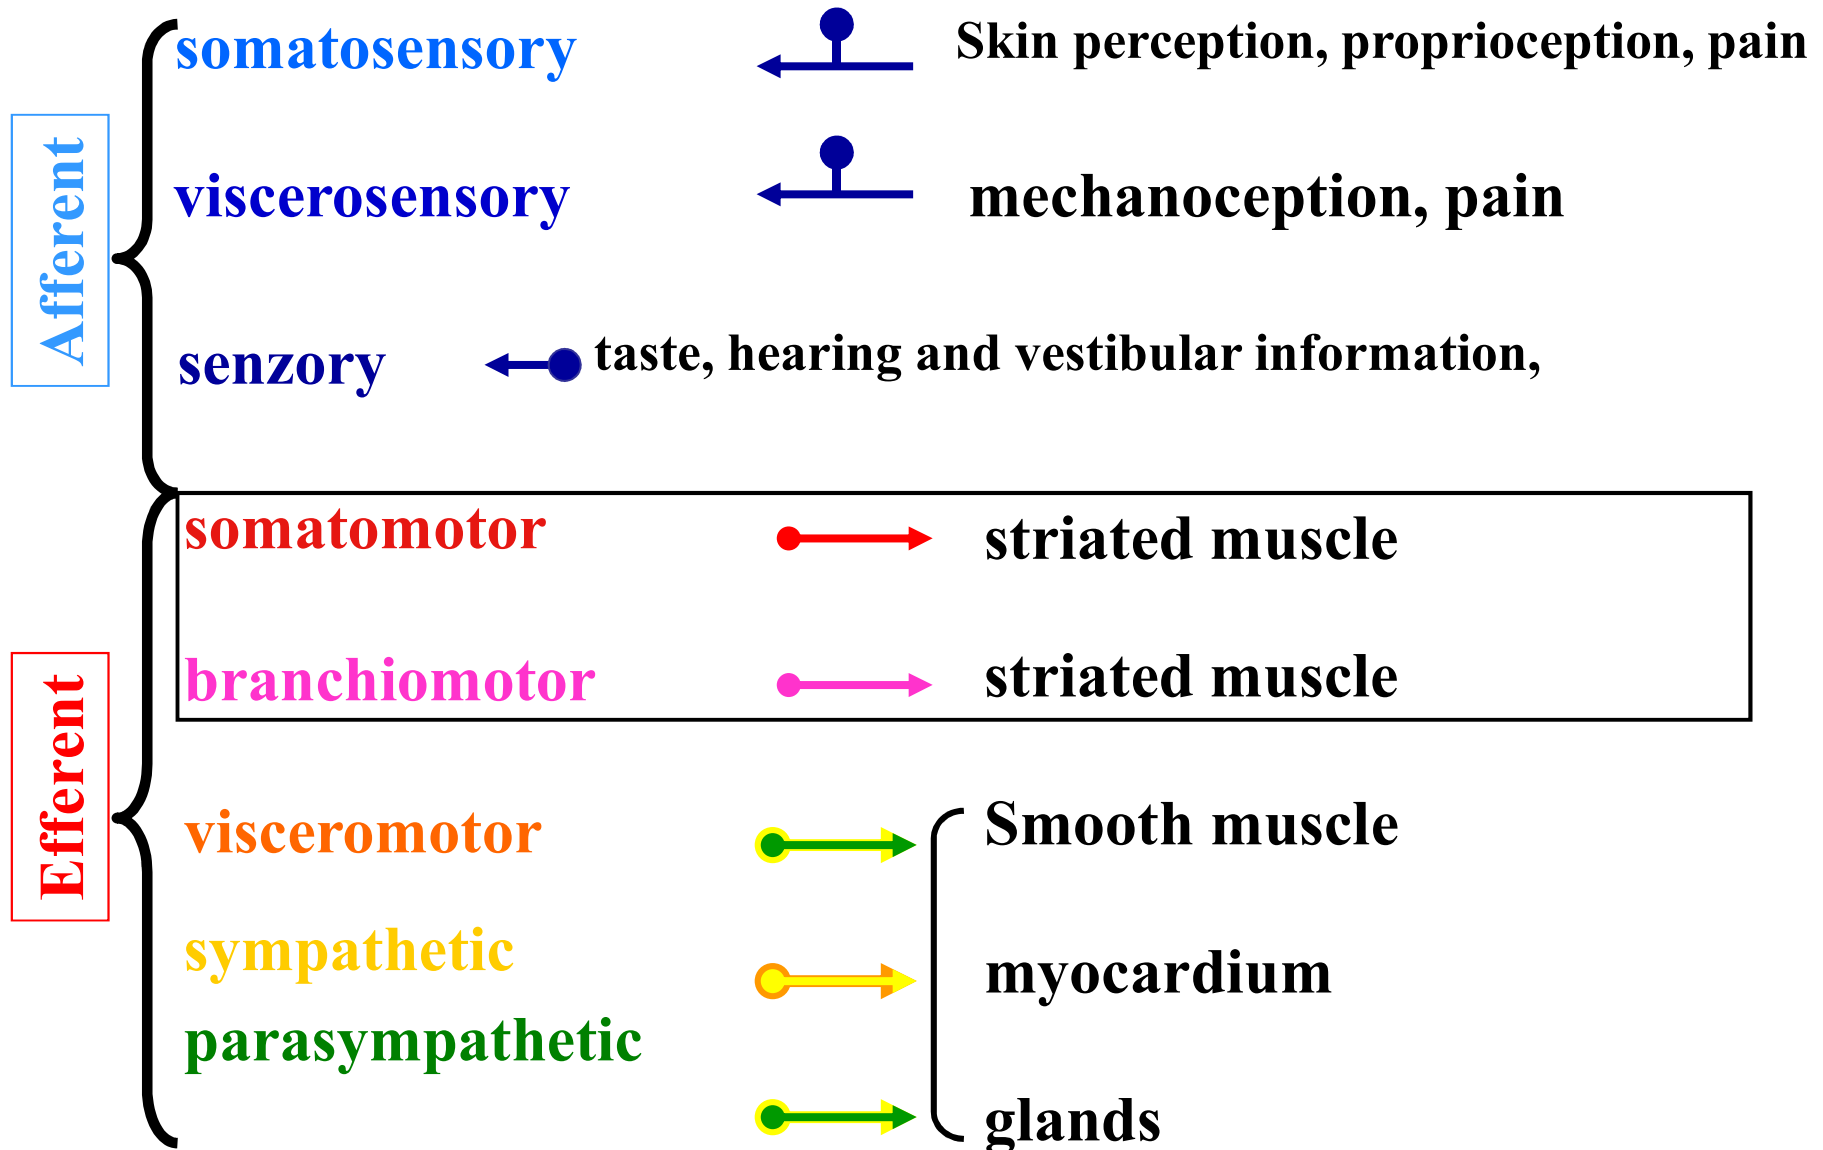 Afferent
somatosensory
Skin perception, proprioception, pain
viscerosensory
mechanoception, pain
senzory
taste, hearing and vestibular information,
Efferent
somatomotor
striated muscle
branchiomotor
striated muscle
visceromotor
Smooth muscle
sympathetic
myocardium
parasympathetic
glands